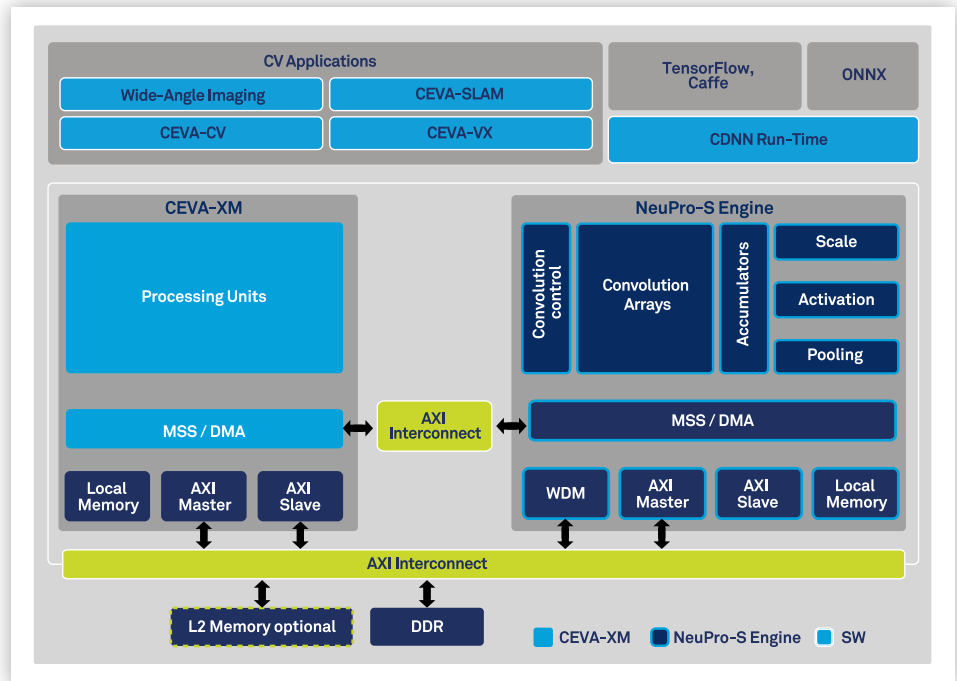 CV Applications
Wide-Angle Imaging
CEVA-SLAM
CEVA-CV
CEVA-VX
TensorFlow,
Caffe
ONNX
CDNN Run-Time
CEVA-XM
Processing Units
MSS / DMA
Local
Memory
AXI
Master
AXI
Slave
AXI
Interconnect
NeuPro-S Engine
Convolution
control
Convolution
Arrays
Accumulators
Scale
Activation
Pooling
MSS / DMA
WDM
AXI
Master
AXI
Slave
Local
Memory
AXI Interconnect
L2 Memory optional
DDR
CEVA-XM
NeuPro-S Engine
SW